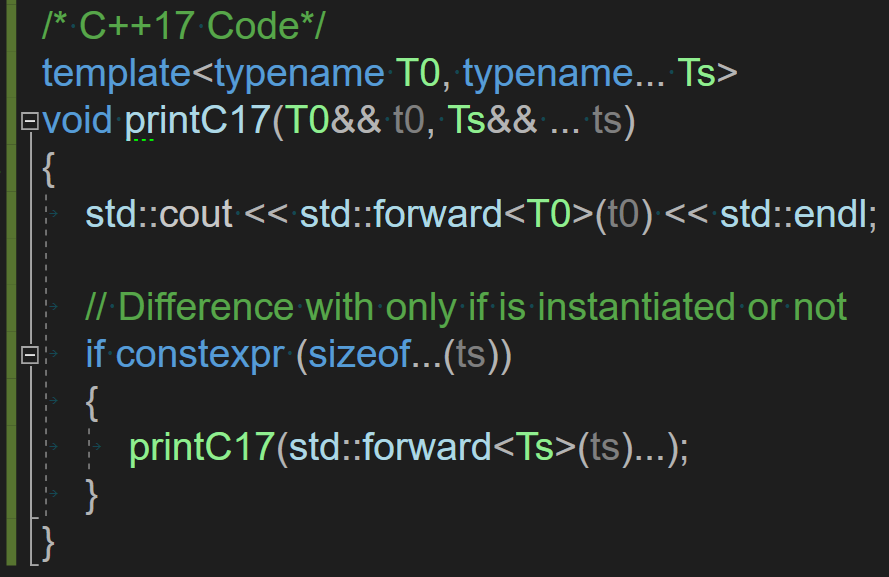 /* C++17 Code*/
template<typename T0, typename... Ts>
void printC17(T0&& t0, Ts&& ... ts)
{
std::cout << std::forward<T0>(t0) << std::endl;
// Difference with only if is instantiated or not
if constexpr (sizeof...(ts))
{
printC17(std::forward<Ts>(ts)...);
}
}